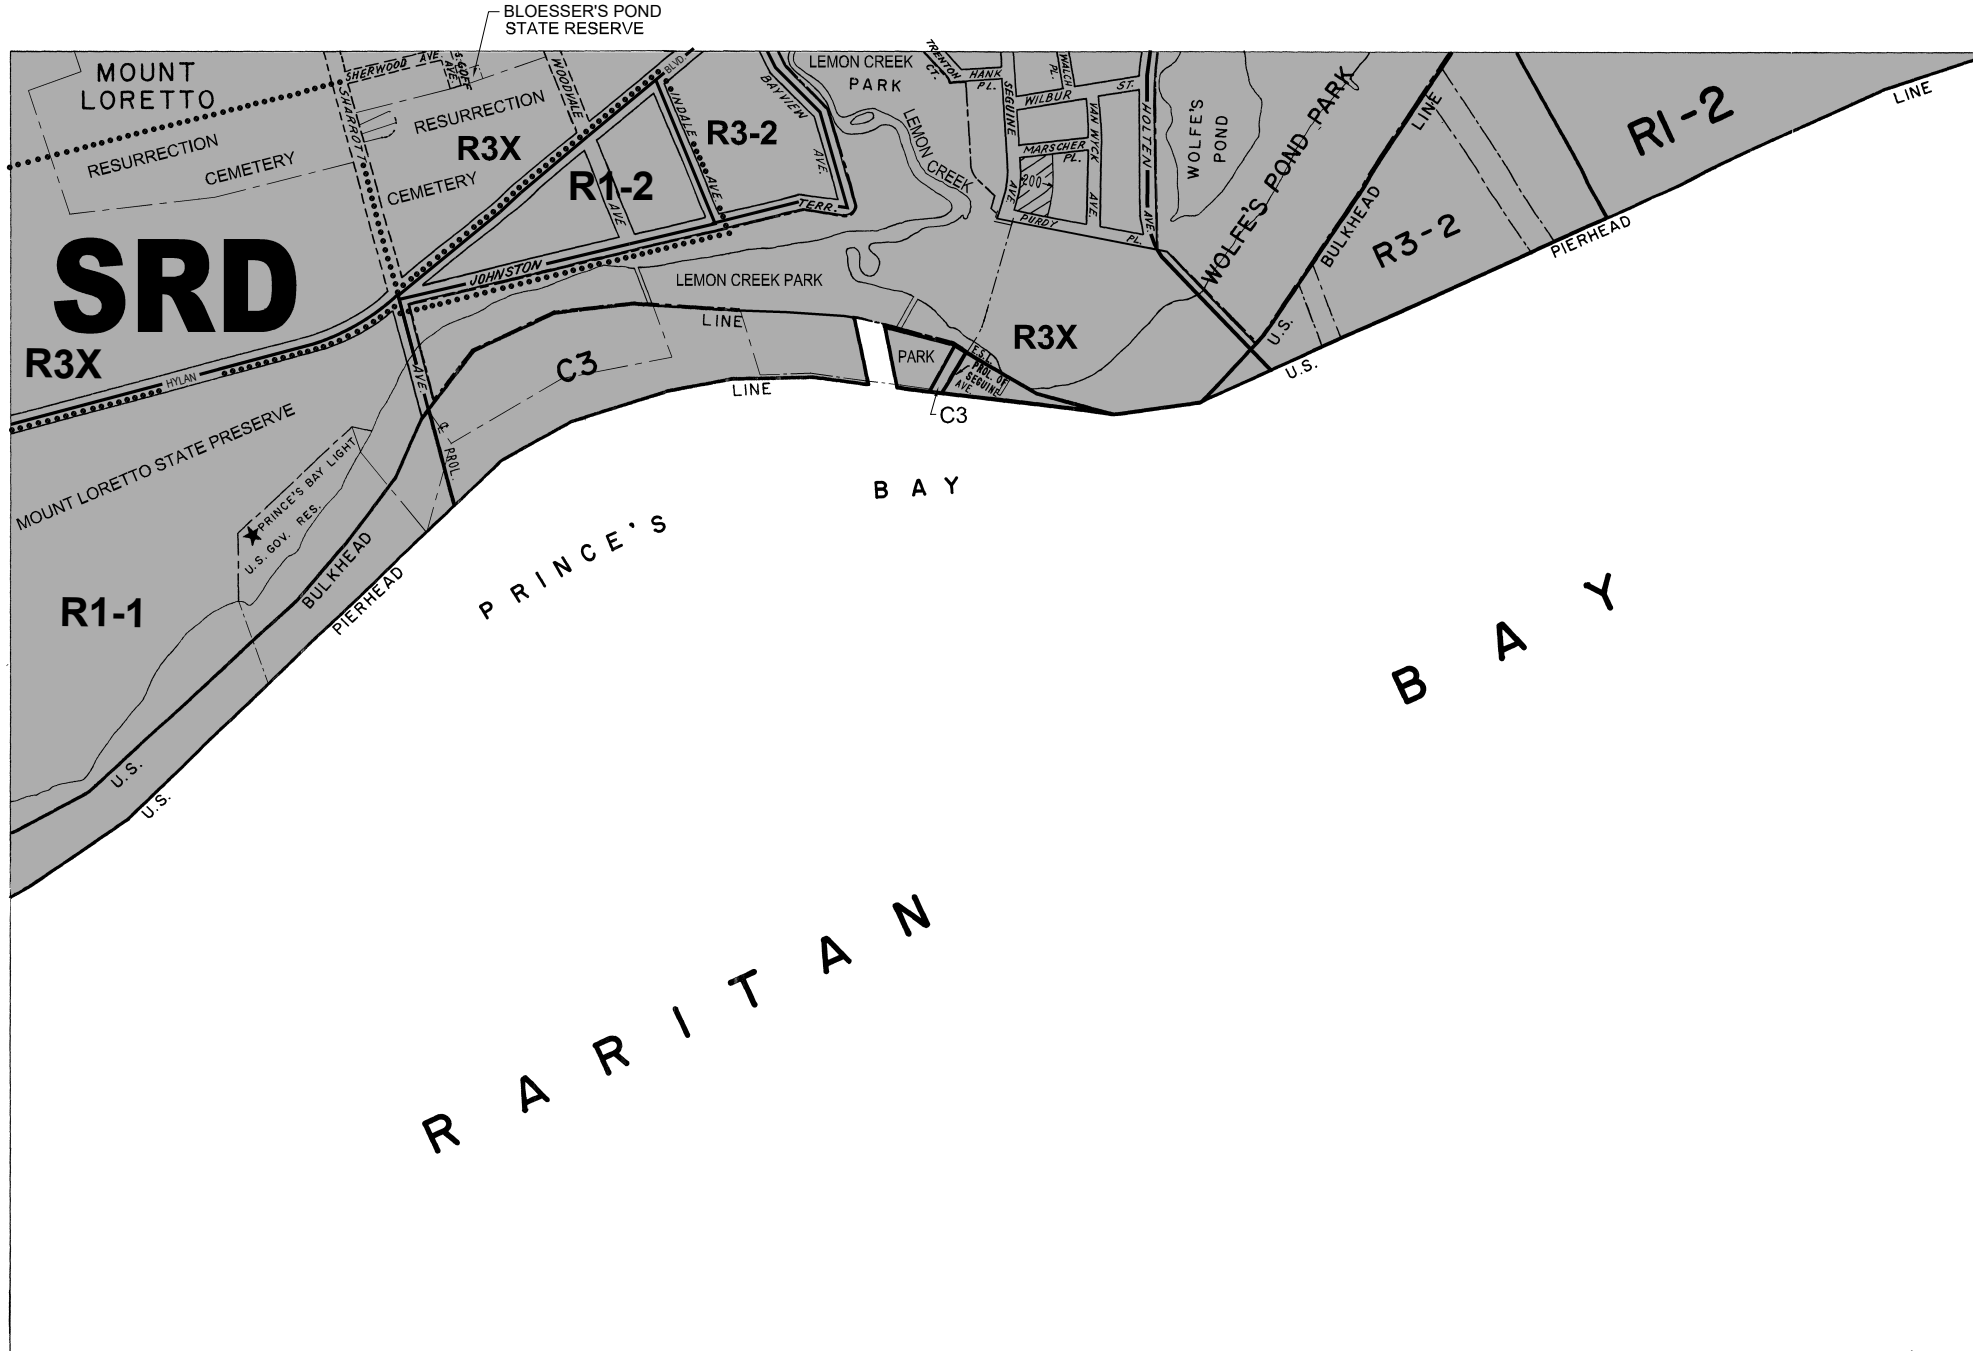 BLOESSER'S POND
STATE RESERVE
MOUNT
LORETTO
SHERWOOD AVE.
S. GOFF
AVE.
WOODVALE
AVE
BLVD.
SHARROTT
AVE.
RESURRECTION
CEMETERY
RESURRECTION
CEMETERY
R3X
R1-2
INDALE AVE.
R3-2
BAYVIEW
AVE.
TERR.
JOHNSTON
LEMON CREEK
PARK
LEMON CREEK
LEMON CREEK PARK
TRENTON
CT.
HANK
PL.
SEGUINE
AVE.
WALCH
PL.
WILBUR
ST.
VAN WYCK
AVE.
MARSCHER
PL.
200
PURDY
PL.
HOLTEN
AVE.
WOLFE'S
POND
WOLFE'S POND PARK
BULKHEAD
LINE
U.S.
R3-2
R1-2
PIERHEAD
LINE
U.S.
SRD
R3X
HYLAN
MOUNT LORETTO STATE PRESERVE
PRINCE'S BAY LIGHT
U.S. GOV. RES.
R1-1
BULKHEAD
PIERHEAD
U.S.
U.S.
℄ PROL.
C3
LINE
LINE
PARK
C3
R3X
E.S.L.
PROL. OF
SEGUINE
AVE
PRINCE'S
BAY
RARITAN
BAY